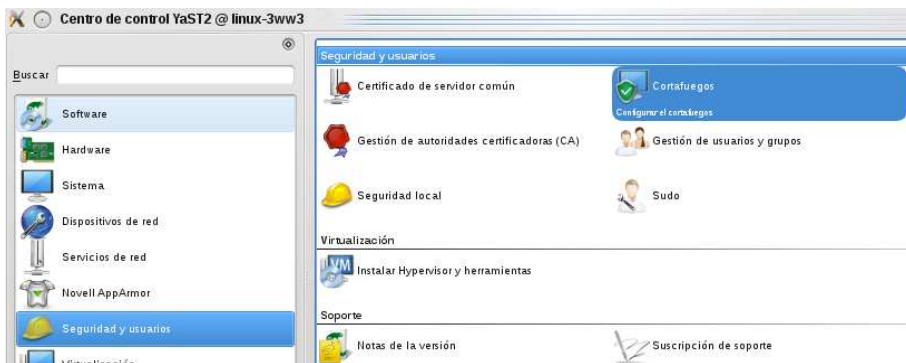 Centro de control YaST2 @ linux-3ww3
Buscar
Software
Hardware
Sistema
Dispositivos de red
Servicios de red
Novell AppArmor
Seguridad y usuarios
Virtualización
Seguridad y usuarios
Certificado de servidor común
Cortafuegos
Configurar el cortafuegos
Gestión de autoridades certificadoras (CA)
Gestión de usuarios y grupos
Seguridad local
Sudo
Virtualización
VM
Instalar Hypervisor y herramientas
Soporte
Notas de la versión
Suscripción de soporte